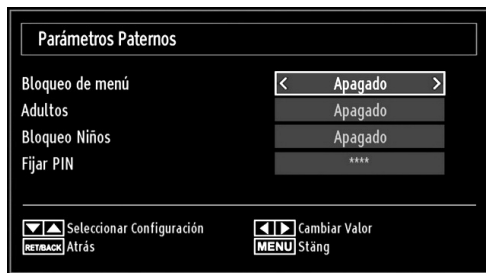 Parámetros Paternos
Bloqueo de menú < Apagado >
Adultos Apagado
Bloqueo Niños Apagado
Fijar PIN ****
Seleccionar Configuración Cambiar Valor
RET/BACK Atrás MENU Stäng